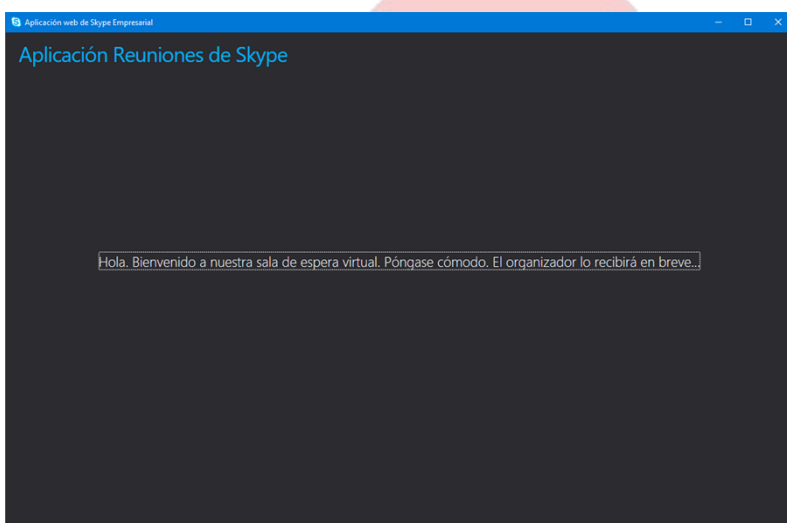 Aplicación web de Skype Empresarial
Aplicación Reuniones de Skype
Hola. Bienvenido a nuestra sala de espera virtual. Póngase cómodo. El organizador lo recibirá en breve...